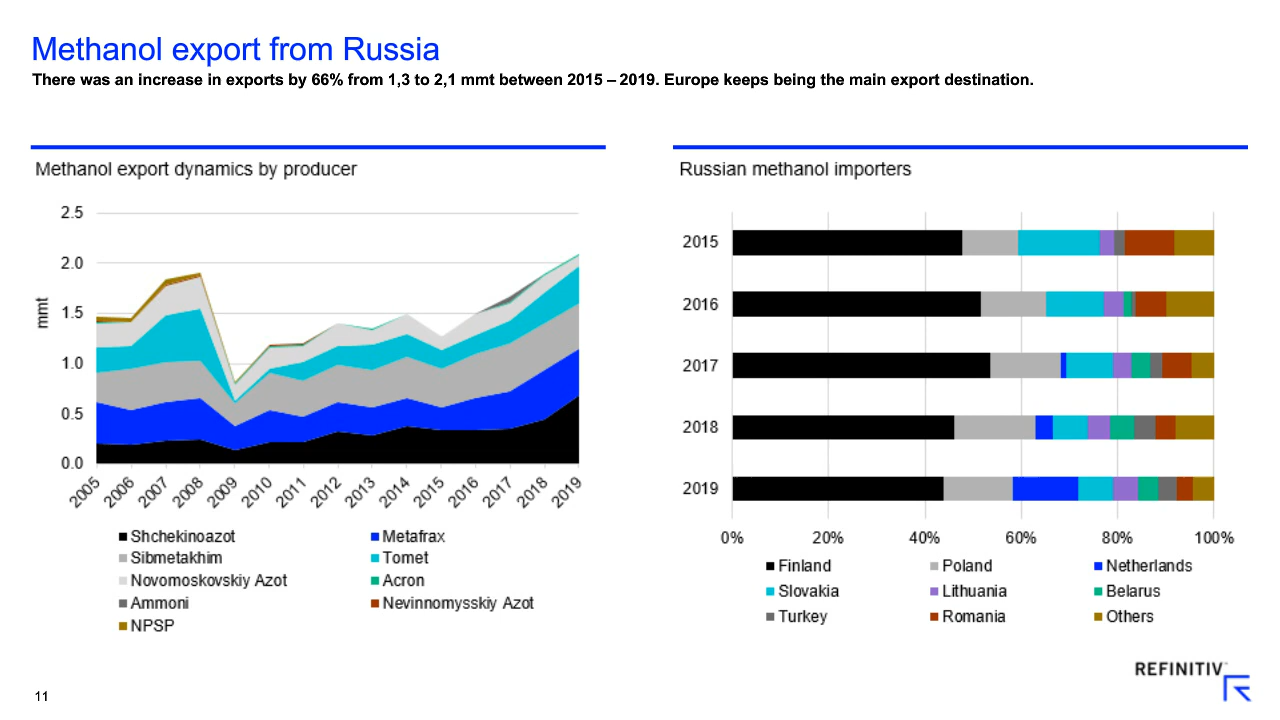 Methanol export from Russia
There was an increase in exports by 66% from 1,3 to 2,1 mmt between 2015 – 2019. Europe keeps being the main export destination.
Methanol export dynamics by producer
mmt
2.5
2.0
1.5
1.0
0.5
0.0
2005 2006 2007 2008 2009 2010 2011 2012 2013 2014 2015 2016 2017 2018 2019
Shchekinoazot Metafrax
Sibmetakhim Tomet
Novomoskovskiy Azot Acron
Ammoni Nevinnomysskiy Azot
NPSP
Russian methanol importers
2015
2016
2017
2018
2019
0% 20% 40% 60% 80% 100%
Finland Poland Netherlands
Slovakia Lithuania Belarus
Turkey Romania Others
REFINITIV
11